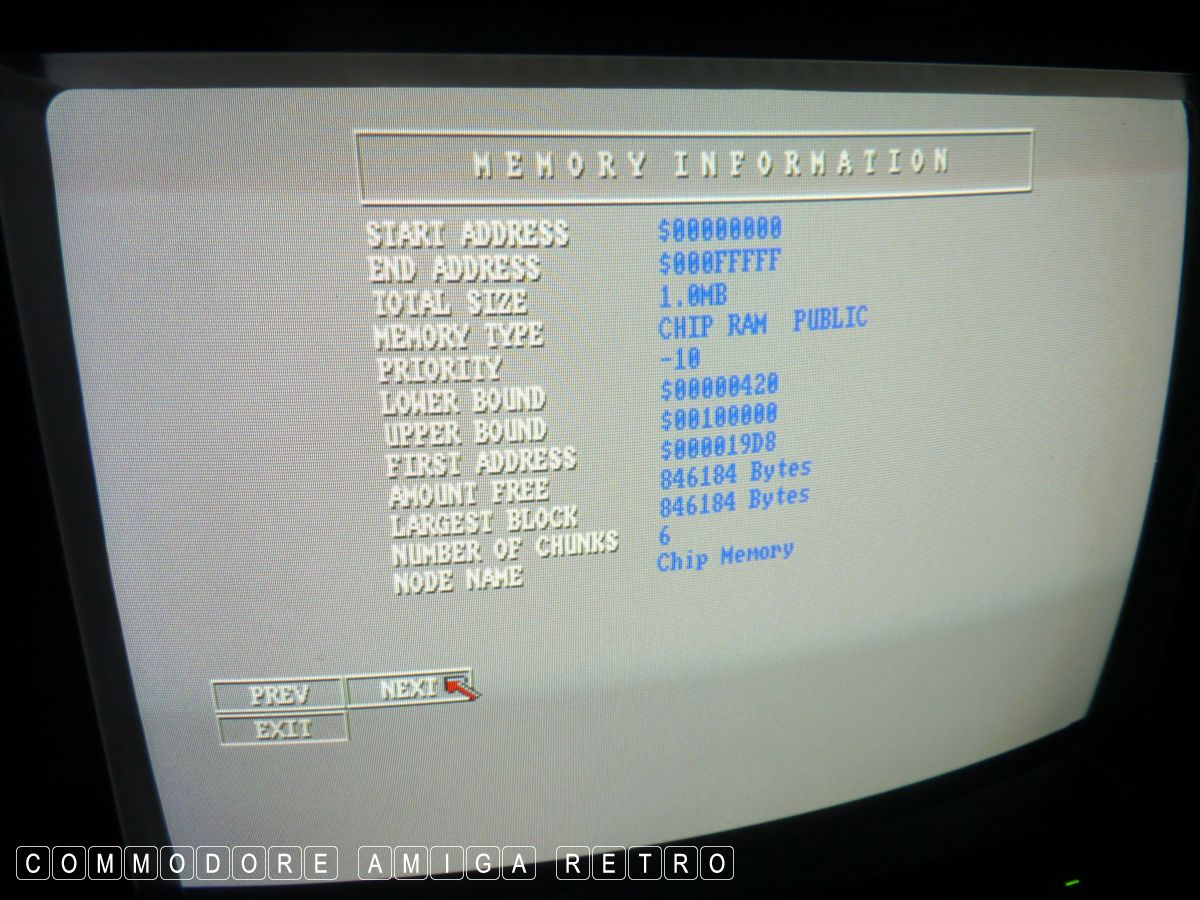 MEMORY INFORMATION
START ADDRESS $00000000
END ADDRESS $000FFFFF
TOTAL SIZE 1.0MB
MEMORY TYPE CHIP RAM PUBLIC
PRIORITY -10
LOWER BOUND $00000420
UPPER BOUND $00100000
FIRST ADDRESS $000019D8
AMOUNT FREE 846184 Bytes
LARGEST BLOCK 846184 Bytes
NUMBER OF CHUNKS 6
NODE NAME Chip Memory
PREV NEXT
EXIT
COMMODORE AMIGA RETRO